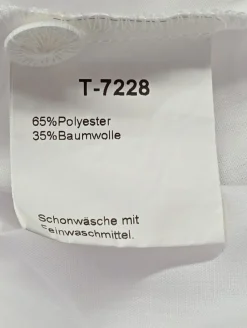 T-7228
65%Polyester
35%Baumwolle
Schonwäsche mit
Feinwaschmittel.